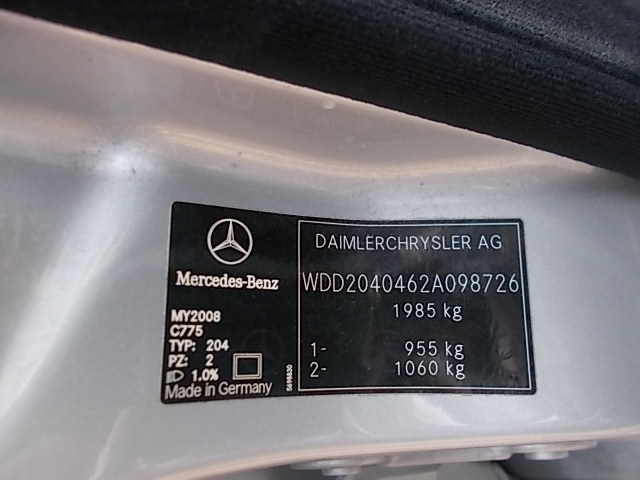 Mercedes-Benz
MY2008
C775
TYP: 204
PZ: 2
1.0%
Made in Germany
5698830
DAIMLERCHRYSLER AG
WDD2040462A098726
1985 kg
1- 955 kg
2- 1060 kg